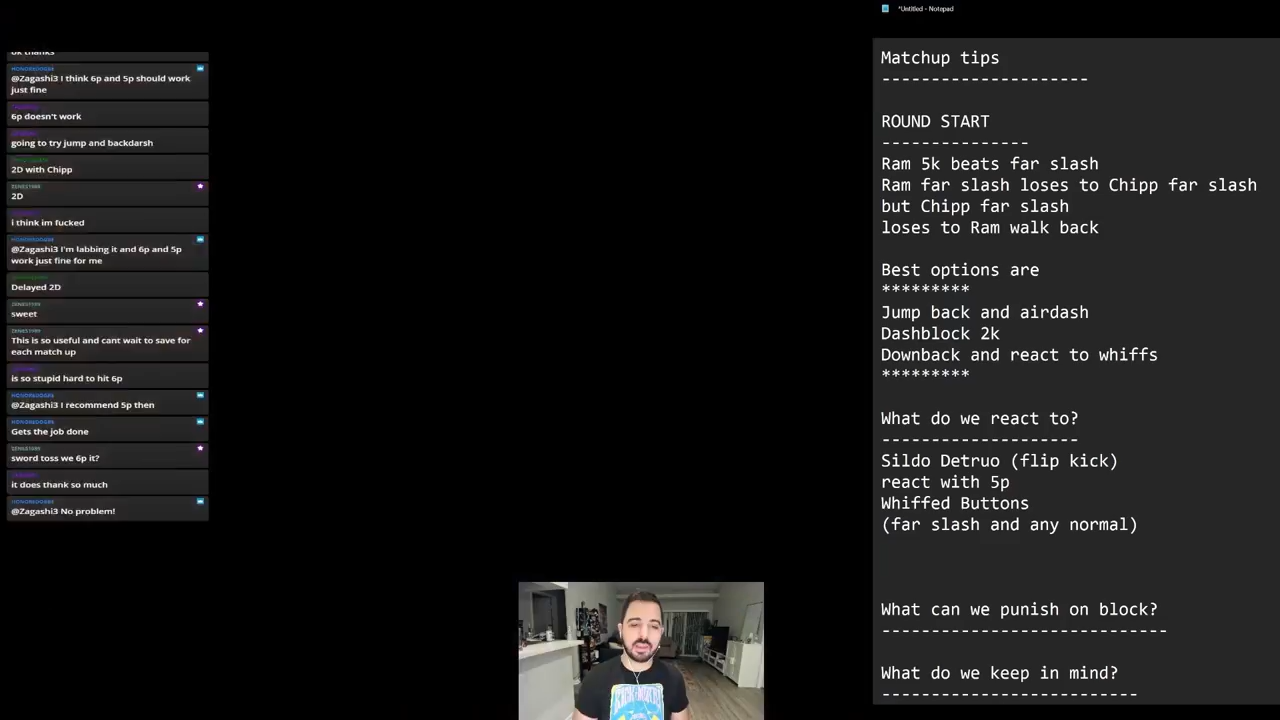 *Untitled - Notepad
ok thanks
@Zagashi3 I think 6p and 5p should work
just fine
6p doesn't work
going to try jump and backdarsh
2D with Chipp
2D
i think im fucked
@Zagashi3 I'm labbing it and 6p and 5p
work just fine for me
Delayed 2D
sweet
This is so useful and cant wait to save for
each match up
is so stupid hard to hit 6p
@Zagashi3 I recommend 5p then
Gets the job done
sword toss we 6p it?
it does thank so much
@Zagashi3 No problem!
Matchup tips
---------------------
ROUND START
---------------
Ram 5k beats far slash
Ram far slash loses to Chipp far slash
but Chipp far slash
loses to Ram walk back
Best options are
*********
Jump back and airdash
Dashblock 2k
Downback and react to whiffs
*********
What do we react to?
--------------------
Sildo Detruo (flip kick)
react with 5p
Whiffed Buttons
(far slash and any normal)
What can we punish on block?
-----------------------------
What do we keep in mind?
--------------------------